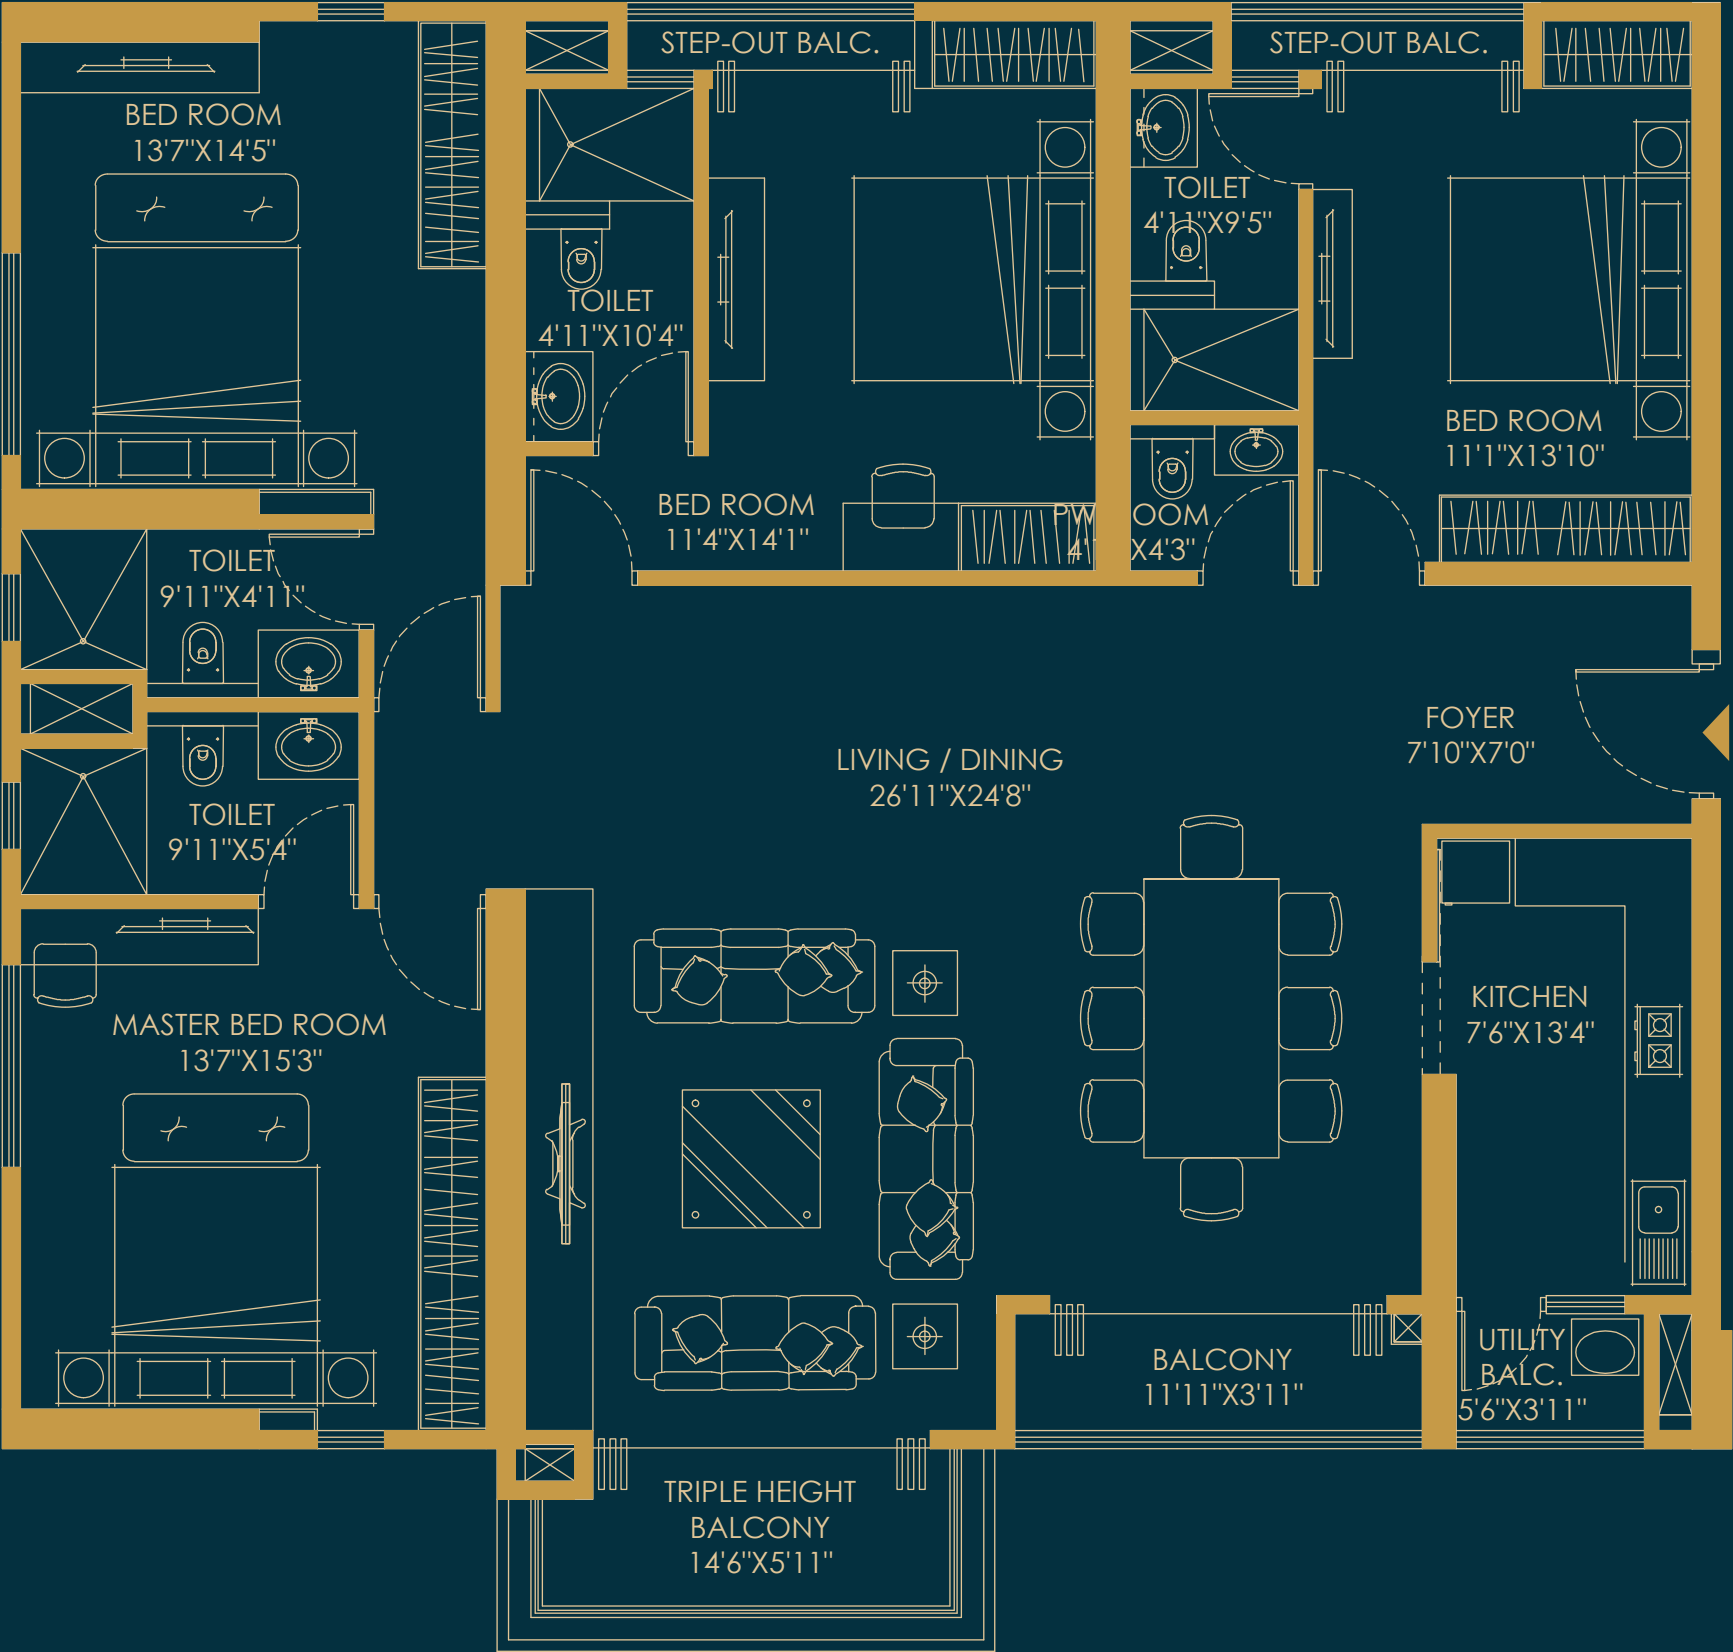 STEP-OUT BALC.
STEP-OUT BALC.
BED ROOM
13'7"X14'5"
TOILET
4'11"X9'5"
TOILET
4'11"X10'4"
BED ROOM
11'1"X13'10"
BED ROOM
11'4"X14'1"
X4'3"
TOILET
9'11"X4'11"
FOYER
7'10"X7'0"
LIVING / DINING
26'11"X24'8"
TOILET
9'11"X5'4"
KITCHEN
7'6"X13'4"
MASTER BED ROOM
13'7"X15'3"
BALCONY
11'11"X3'11"
UTILITY
BALC.
5'6"X3'11"
TRIPLE HEIGHT
BALCONY
14'6"X5'11"